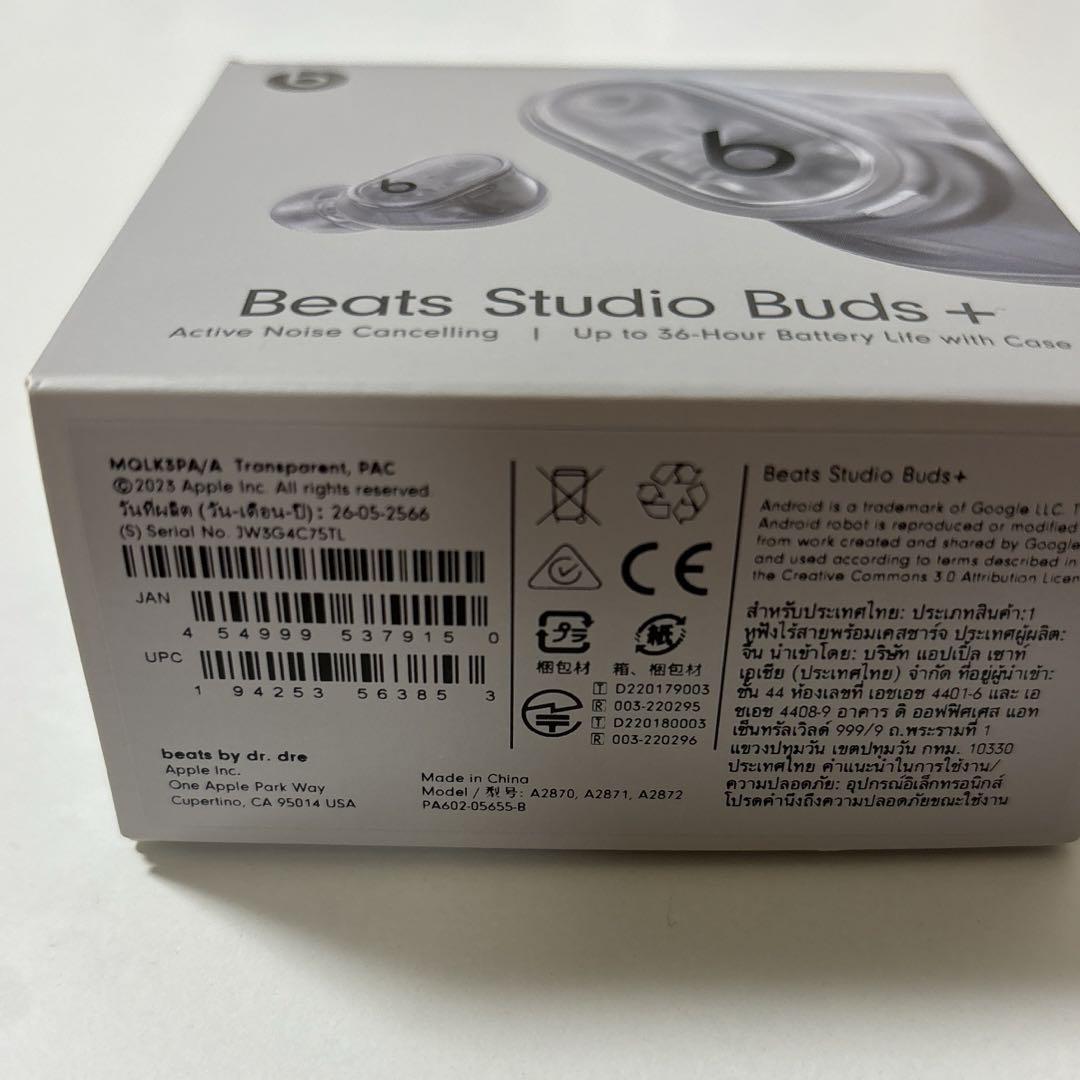 Beats Studio Buds +
Active Noise Cancelling | Up to 36-Hour Battery Life with Case
MQLK3PA/A Transparent, PAC
©2023 Apple Inc. All rights reserved
วันที่ผลิต (วัน-เดือน-ปี) : 26-05-2566
(S) Serial No. JW3G4C75TL
JAN
4 54999 537915 0
UPC
1 94253 56385 3
beats by dr. dre
Apple Inc.
One Apple Park Way
Cupertino, CA 95014 USA
Made in China
Model / 型号: A2870, A2871, A2872
PA602-05655-B
CE
プラ
紙
梱包材
箱、梱包材
T D220179003
R 003-220295
T D220180003
R 003-220296
Beats Studio Buds+
Android is a trademark of Google LLC. T
Android robot is reproduced or modified
from work created and shared by Google
and used according to terms described in
the Creative Commons 3.0 Attribution Licen
สำหรับประเทศไทย: ประเภทสินค้า:1
หูฟังไร้สายพร้อมเคสชาร์จ ประเทศผู้ผลิต:
จีน นำเข้าโดย: บริษัท แอปเปิ้ล เซาท์
เอเชีย (ประเทศไทย) จำกัด ที่อยู่ผู้นำเข้า:
ชั้น 44 ห้องเลขที่ เอชเอช 4401-6 และ เอ
ชเอช 4408-9 อาคาร ดิ ออฟฟิศเศส แอท
เซ็นทรัลเวิลด์ 999/9 ถ.พระรามที่ 1
แขวงปทุมวัน เขตปทุมวัน กทม. 10330
ประเทศไทย คำแนะนำในการใช้งาน/
ความปลอดภัย: อุปกรณ์อิเล็กทรอนิกส์
โปรดคำนึงถึงความปลอดภัยขณะใช้งาน